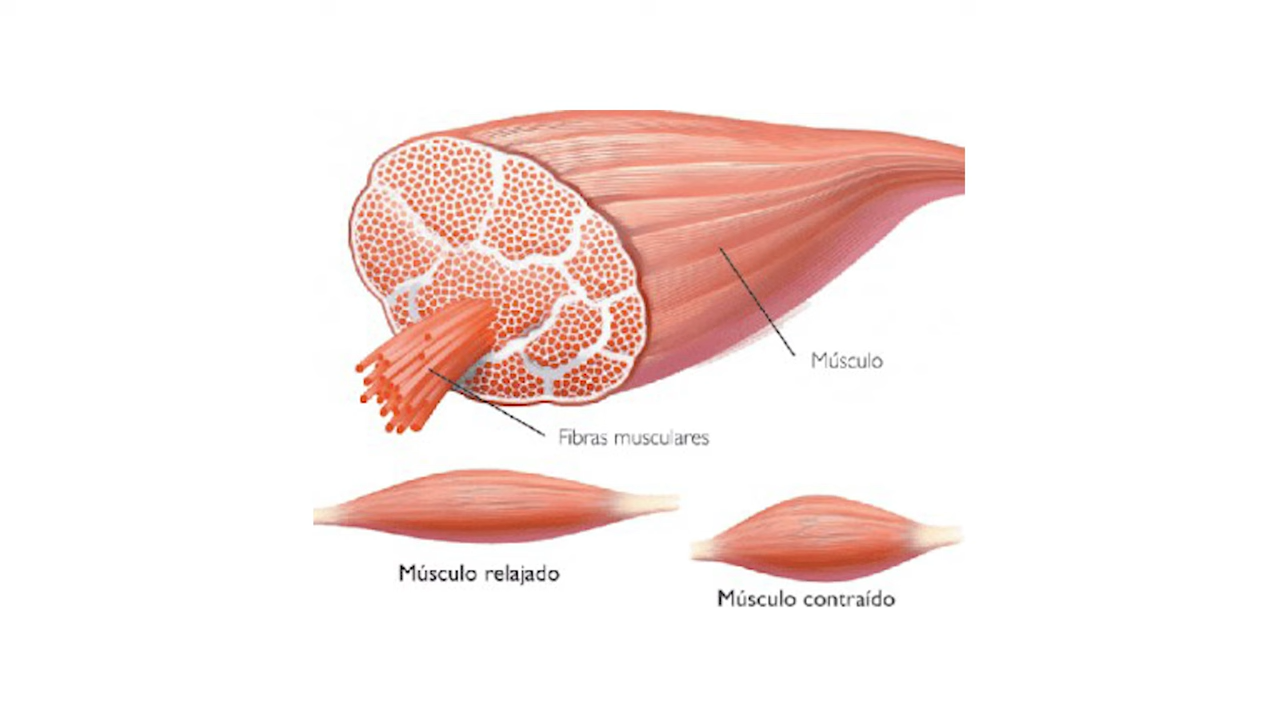 Músculo
Fibras musculares
Músculo relajado
Músculo contraído